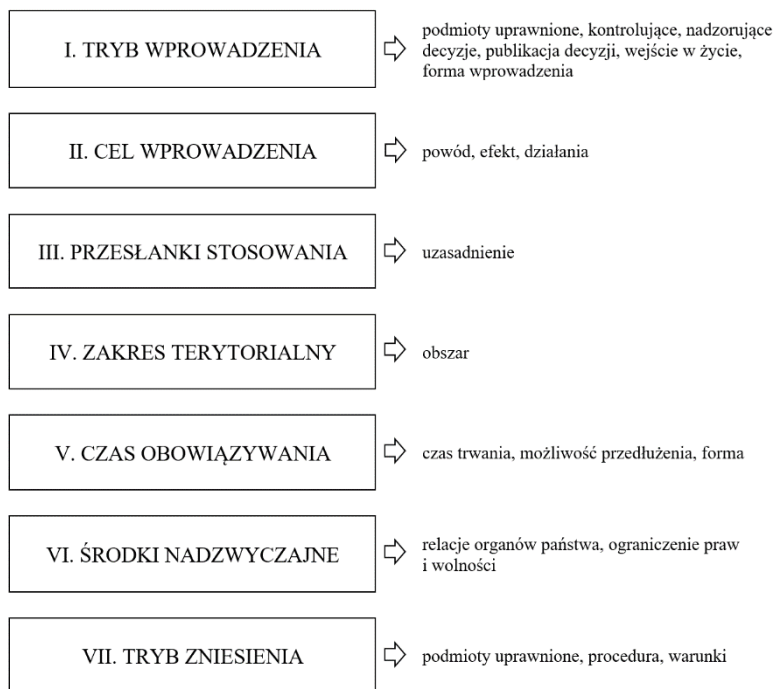 I. TRYB WPROWADZENIA
podmioty uprawnione, kontrolujące, nadzorujące
decyzje, publikacja decyzji, wejście w życie,
forma wprowadzenia
II. CEL WPROWADZENIA
powód, efekt, działania
III. PRZESŁANKI STOSOWANIA
uzasadnienie
IV. ZAKRES TERYTORIALNY
obszar
V. CZAS OBOWIĄZYWANIA
czas trwania, możliwość przedłużenia, forma
VI. ŚRODKI NADZWYCZAJNE
relacje organów państwa, ograniczenie praw
i wolności
VII. TRYB ZNIESIENIA
podmioty uprawnione, procedura, warunki